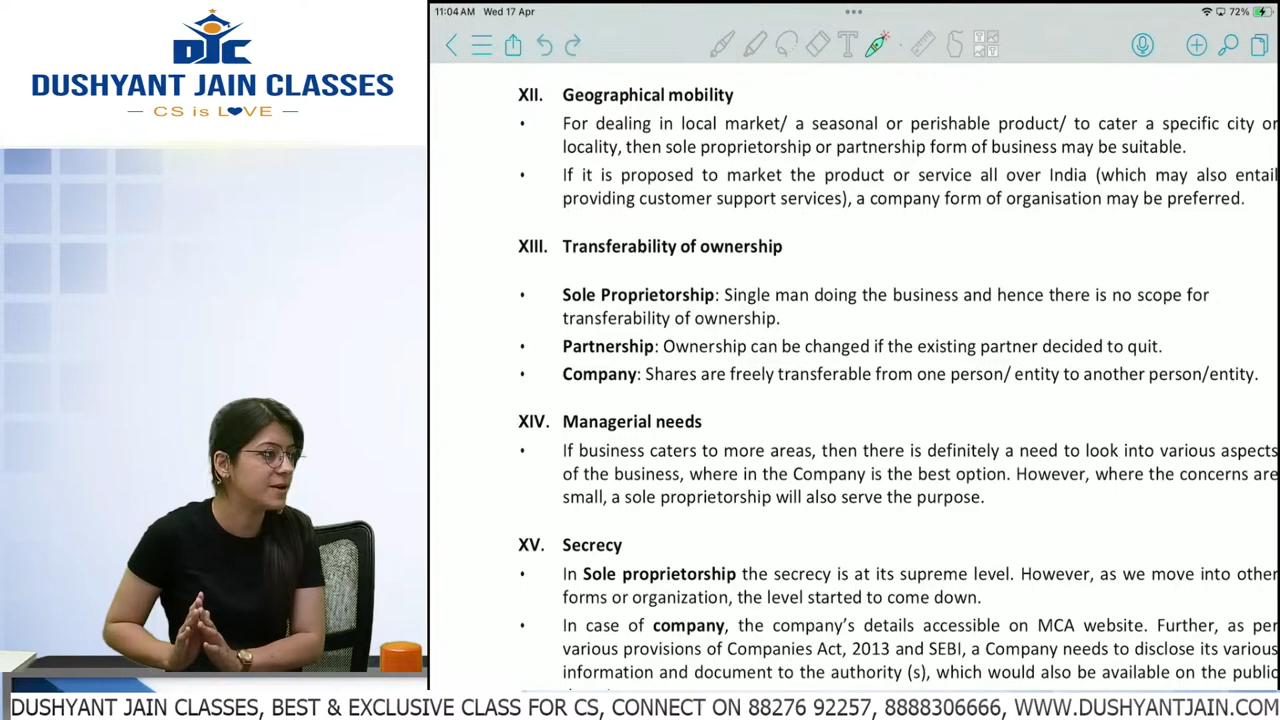 DJC
DUSHYANT JAIN CLASSES
CS is LOVE
11:04 AM Wed 17 Apr
72%
XII. Geographical mobility
• For dealing in local market/ a seasonal or perishable product/ to cater a specific city or
locality, then sole proprietorship or partnership form of business may be suitable.
• If it is proposed to market the product or service all over India (which may also entail
providing customer support services), a company form of organisation may be preferred.
XIII. Transferability of ownership
• Sole Proprietorship: Single man doing the business and hence there is no scope for
transferability of ownership.
• Partnership: Ownership can be changed if the existing partner decided to quit.
• Company: Shares are freely transferable from one person/ entity to another person/entity.
XIV. Managerial needs
• If business caters to more areas, then there is definitely a need to look into various aspects
of the business, where in the Company is the best option. However, where the concerns are
small, a sole proprietorship will also serve the purpose.
XV. Secrecy
• In Sole proprietorship the secrecy is at its supreme level. However, as we move into other
forms or organization, the level started to come down.
• In case of company, the company's details accessible on MCA website. Further, as per
various provisions of Companies Act, 2013 and SEBI, a Company needs to disclose its various
information and document to the authority (s), which would also be available on the public
DUSHYANT JAIN CLASSES, BEST & EXCLUSIVE CLASS FOR CS, CONNECT ON 88276 92257, 8888306666, WWW.DUSHYANTJAIN.COM